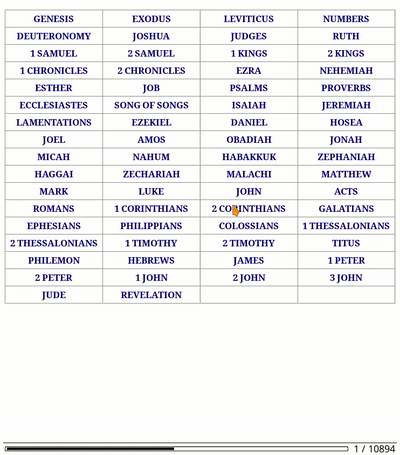 GENESIS EXODUS LEVITICUS NUMBERS
DEUTERONOMY JOSHUA JUDGES RUTH
1 SAMUEL 2 SAMUEL 1 KINGS 2 KINGS
1 CHRONICLES 2 CHRONICLES EZRA NEHEMIAH
ESTHER JOB PSALMS PROVERBS
ECCLESIASTES SONG OF SONGS ISAIAH JEREMIAH
LAMENTATIONS EZEKIEL DANIEL HOSEA
JOEL AMOS OBADIAH JONAH
MICAH NAHUM HABAKKUK ZEPHANIAH
HAGGAI ZECHARIAH MALACHI MATTHEW
MARK LUKE JOHN ACTS
ROMANS 1 CORINTHIANS 2 CORINTHIANS GALATIANS
EPHESIANS PHILIPPIANS COLOSSIANS 1 THESSALONIANS
2 THESSALONIANS 1 TIMOTHY 2 TIMOTHY TITUS
PHILEMON HEBREWS JAMES 1 PETER
2 PETER 1 JOHN 2 JOHN 3 JOHN
JUDE REVELATION
1 / 10894